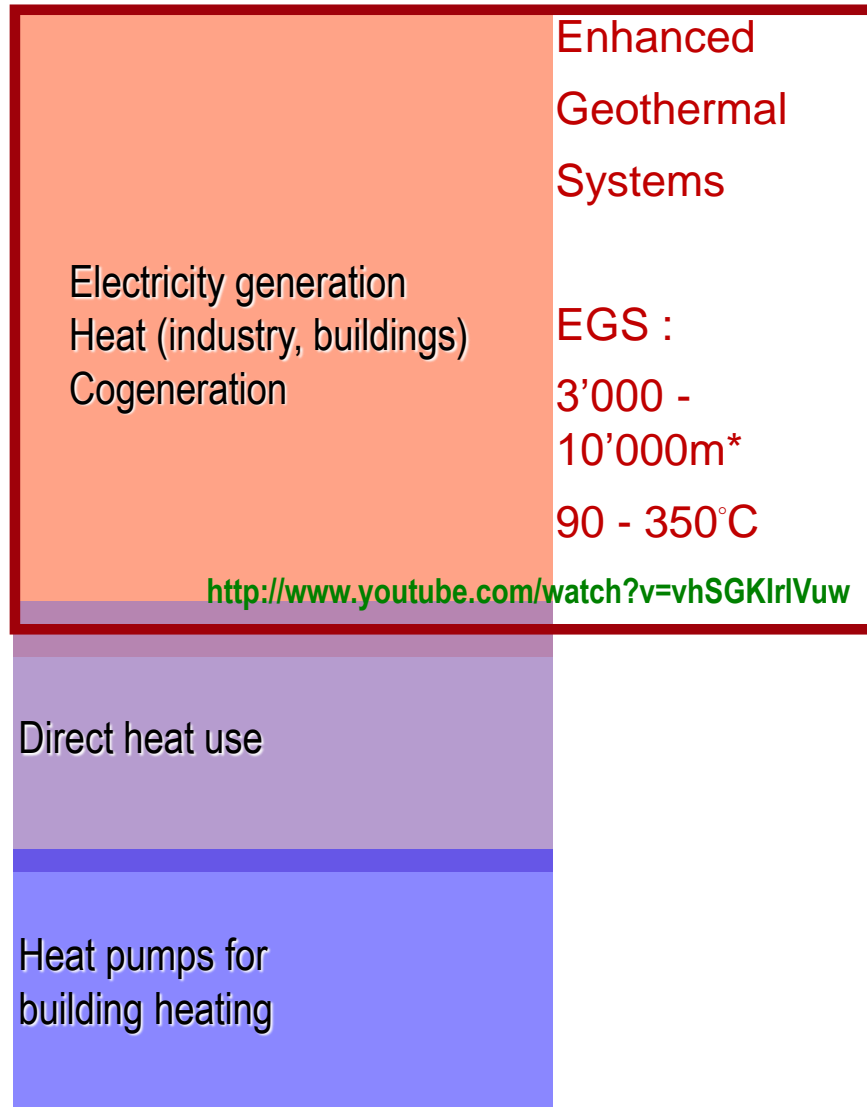 Enhanced
Geothermal
Systems
Electricity generation
Heat (industry, buildings)
Cogeneration
EGS :
3’000 -
10’000m*
90 - 350°C
http://www.youtube.com/watch?v=vhSGKIrIVuw
Direct heat use
Heat pumps for
building heating